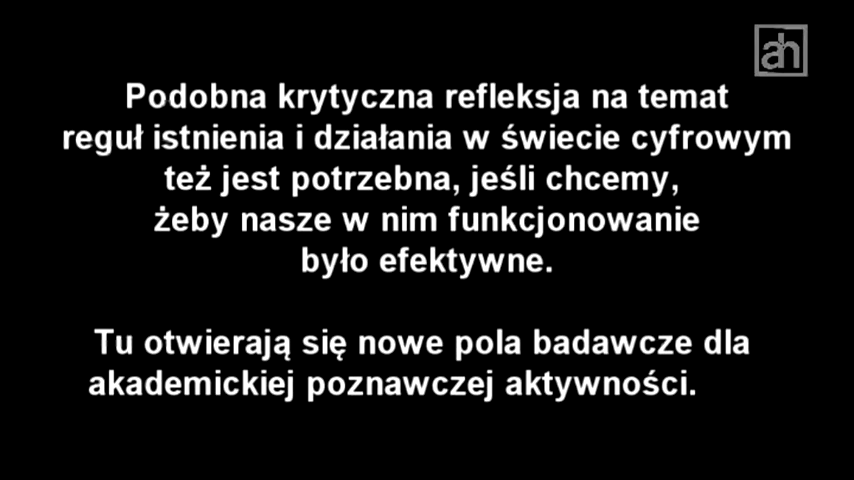 ah
Podobna krytyczna refleksja na temat
reguł istnienia i działania w świecie cyfrowym
też jest potrzebna, jeśli chcemy,
żeby nasze w nim funkcjonowanie
było efektywne.
Tu otwierają się nowe pola badawcze dla
akademickiej poznawczej aktywności.